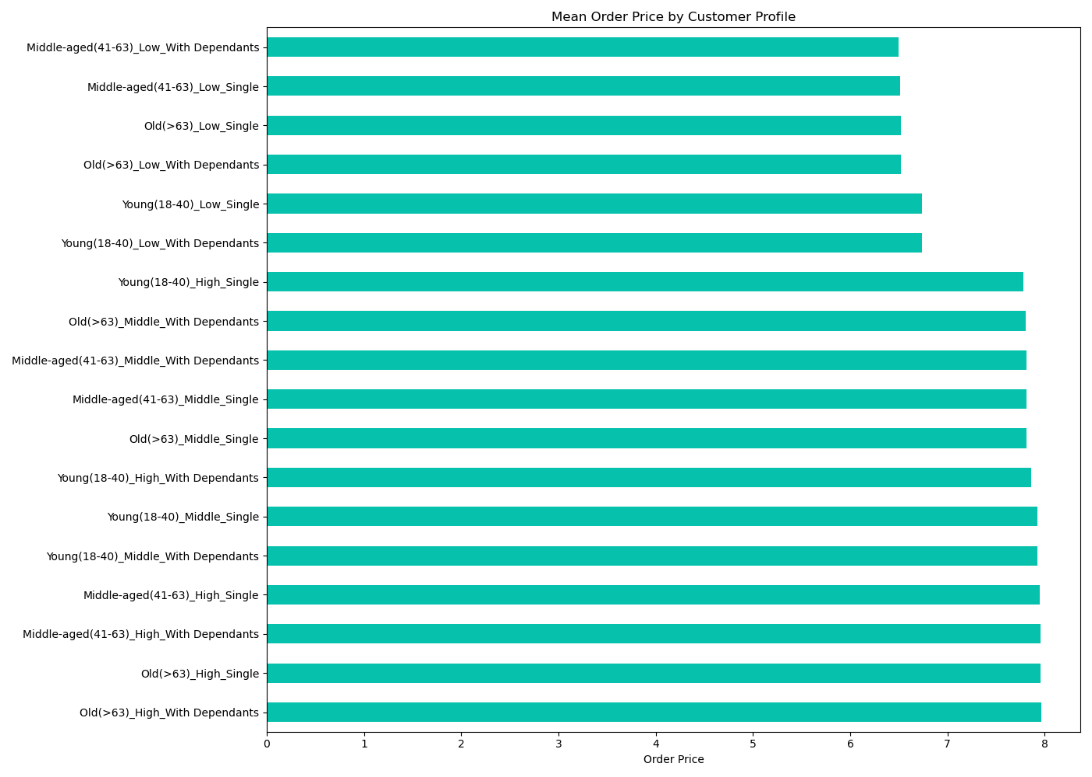 Mean Order Price by Customer Profile
Middle-aged(41-63)_Low_With Dependants
Middle-aged(41-63)_Low_Single
Old(>63)_Low_Single
Old(>63)_Low_With Dependants
Young(18-40)_Low_Single
Young(18-40)_Low_With Dependants
Young(18-40)_High_Single
Old(>63)_Middle_With Dependants
Middle-aged(41-63)_Middle_With Dependants
Middle-aged(41-63)_Middle_Single
Old(>63)_Middle_Single
Young(18-40)_High_With Dependants
Young(18-40)_Middle_Single
Young(18-40)_Middle_With Dependants
Middle-aged(41-63)_High_Single
Middle-aged(41-63)_High_With Dependants
Old(>63)_High_Single
Old(>63)_High_With Dependants
0 1 2 3 4 5 6 7 8
Order Price